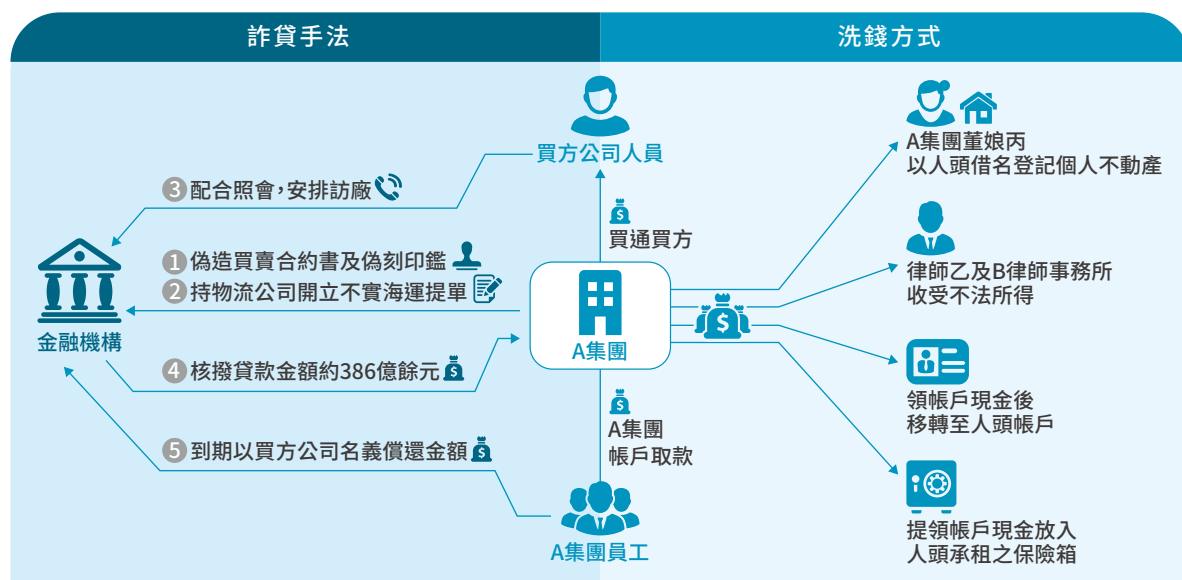 詐貸手法
洗錢方式
買方公司人員
③配合照會，安排訪廠
$
買通買方
①偽造買賣合約書及偽刻印鑑
②持物流公司開立不實海運提單
金融機構
A集團
④核撥貸款金額約386億餘元 $
$
A集團
帳戶取款
⑤到期以買方公司名義償還金額 $
A集團員工
$
A集團董娘丙
以人頭借名登記個人不動產
律師乙及B律師事務所
收受不法所得
領帳戶現金後
移轉至人頭帳戶
提領帳戶現金放入
人頭承租之保險箱